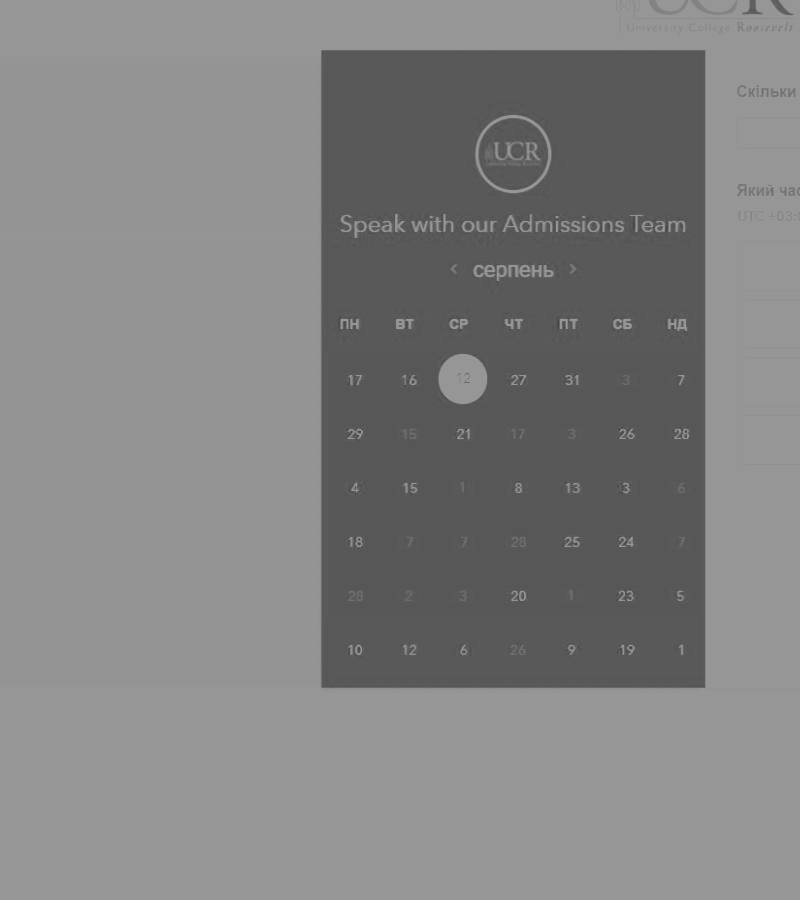 UCR
University College Roosevelt
Скільки
UCR
Який час
UTC +03:
Speak with our Admissions Team
< серпень >
ПН ВТ СР ЧТ ПТ СБ НД
17 16 12 27 31 3 7
29 15 21 17 3 26 28
4 15 1 8 13 3 6
18 7 7 28 25 24 7
28 2 3 20 1 23 5
10 12 6 26 9 19 1